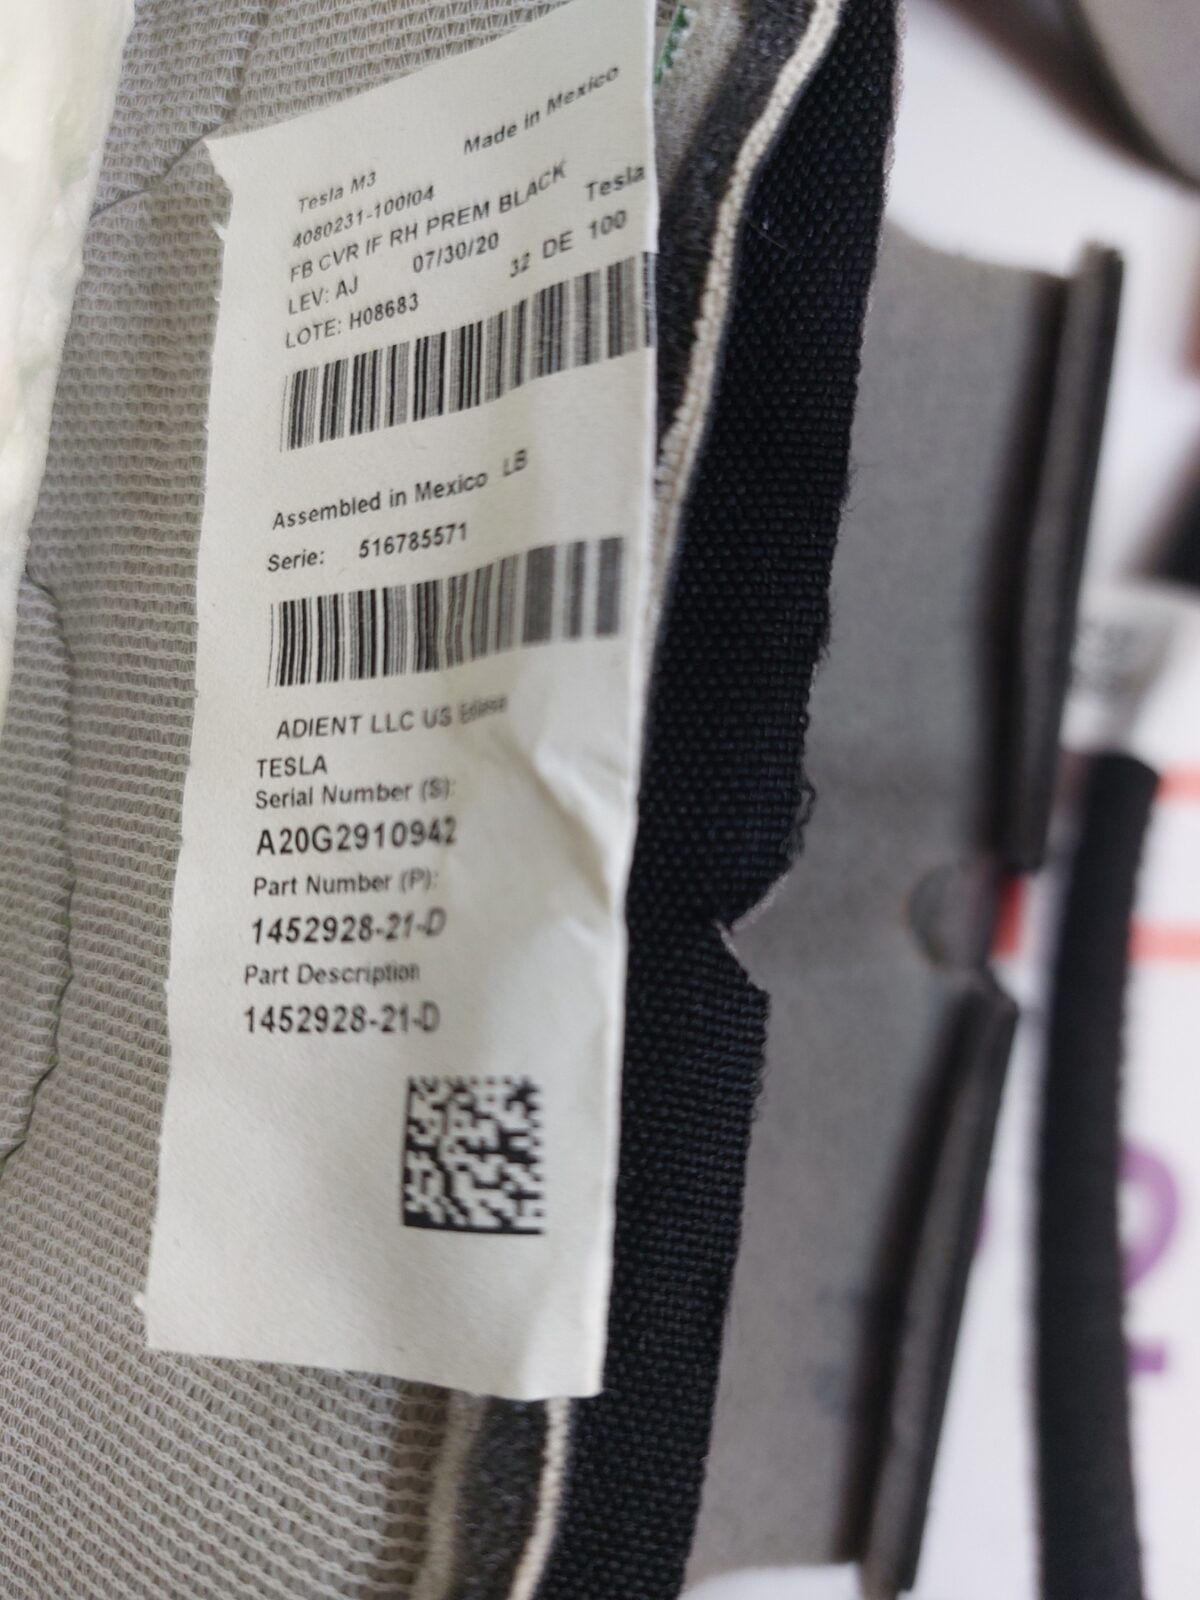 Made in Mexico
Tesla M3
4080231-100I04
FB CVR IF RH PREM BLACK Tesla
LEV: AJ 07/30/20 32 DE 100
LOTE: H08683
Assembled in Mexico LB
Serie: 516785571
ADIENT LLC US
TESLA
Serial Number (S):
A20G2910942
Part Number (P):
1452928-21-D
Part Description
1452928-21-D